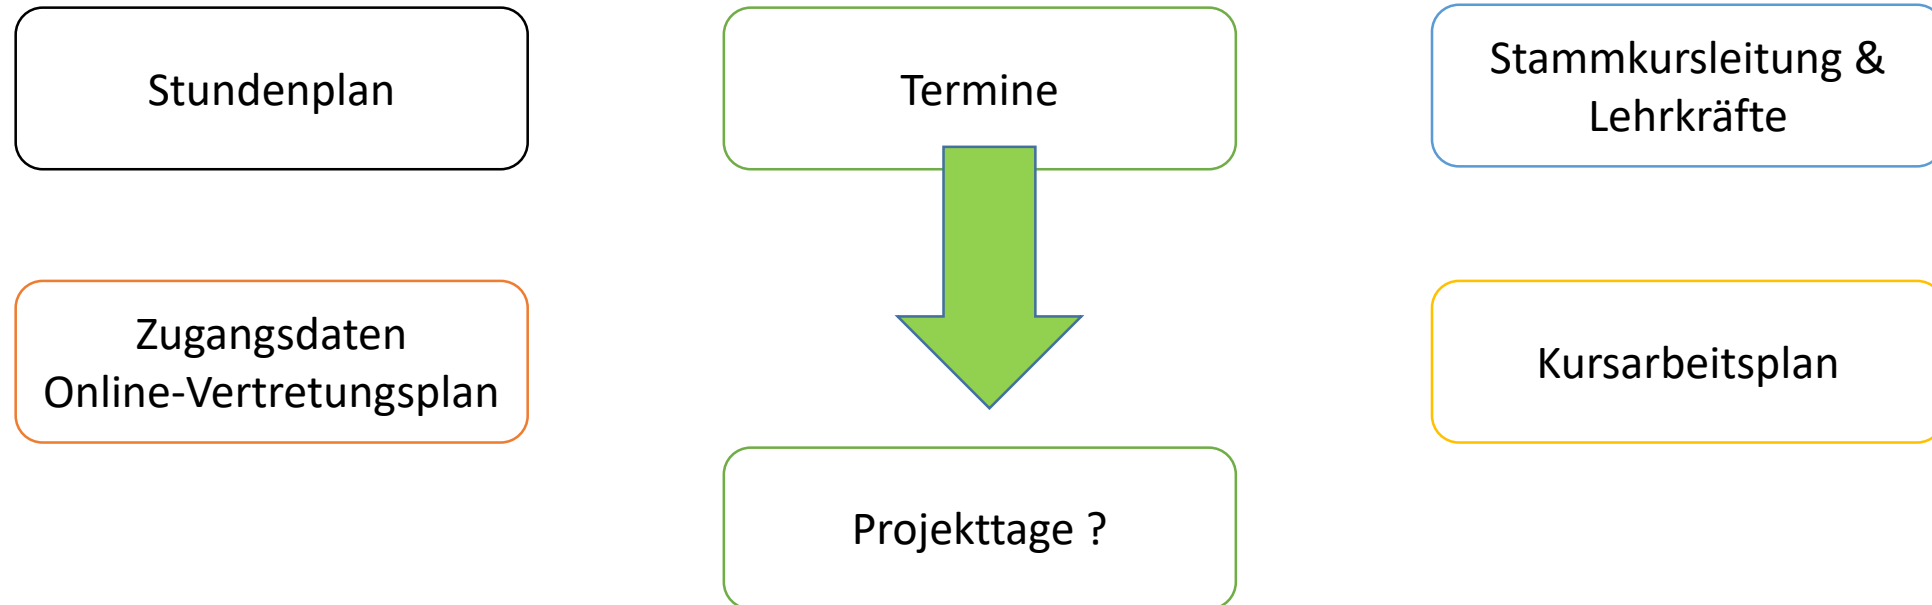 Stundenplan
Termine
Stammkursleitung &
Lehrkräfte
Zugangsdaten
Online-Vertretungsplan
Kursarbeitsplan
Projekttage ?